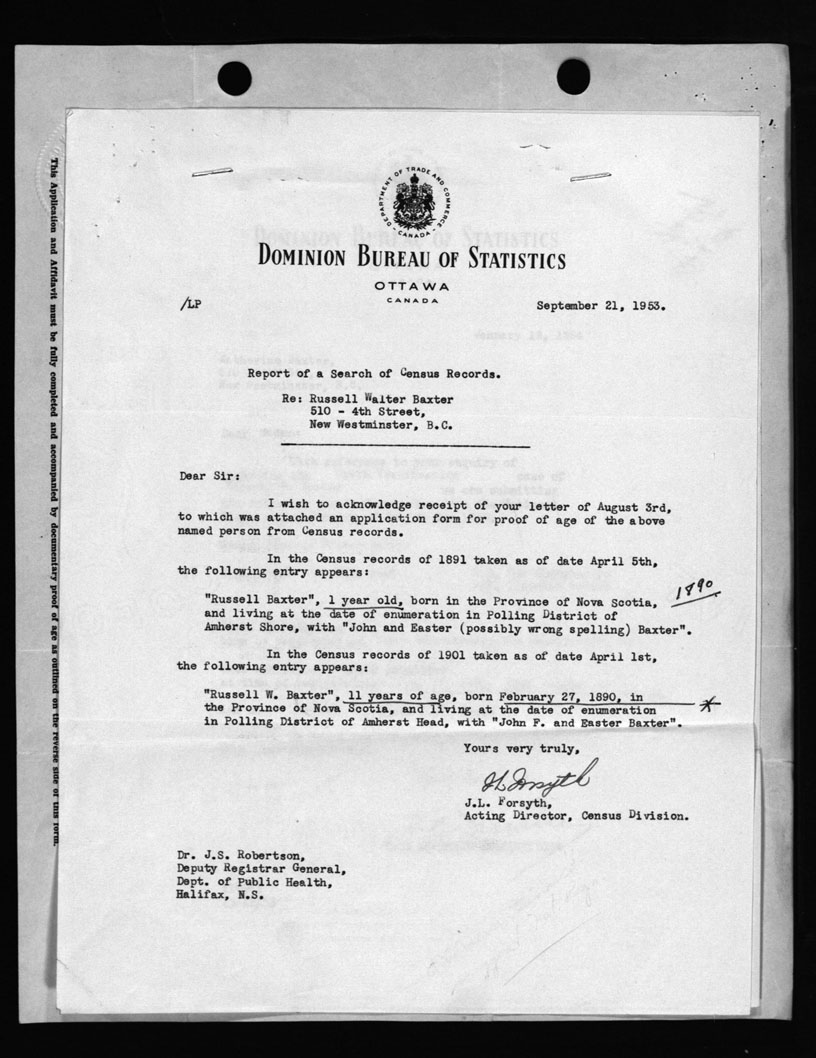 DEPARTMENT OF TRADE AND COMMERCE
- CANADA -
DOMINION BUREAU OF STATISTICS
OTTAWA
CANADA
/LP
September 21, 1953.
Report of a Search of Census Records.
Re: Russell Walter Baxter
510 - 4th Street,
New Westminster, B.C.
Dear Sir:
I wish to acknowledge receipt of your letter of August 3rd,
to which was attached an application form for proof of age of the above
named person from Census records.
In the Census records of 1891 taken as of date April 5th,
the following entry appears:
1890
"Russell Baxter", 1 year old, born in the Province of Nova Scotia,
and living at the date of enumeration in Polling District of
Amherst Shore, with "John and Easter (possibly wrong spelling) Baxter".
In the Census records of 1901 taken as of date April 1st,
the following entry appears:
"Russell W. Baxter", 11 years of age, born February 27, 1890, in
the Province of Nova Scotia, and living at the date of enumeration
in Polling District of Amherst Head, with "John F. and Easter Baxter".
Yours very truly,
JL Forsyth
J.L. Forsyth,
Acting Director, Census Division.
Dr. J.S. Robertson,
Deputy Registrar General,
Dept. of Public Health,
Halifax, N.S.
This Application and Affidavit must be fully completed and accompanied by documentary proof of age as outlined on the reverse side of this form.